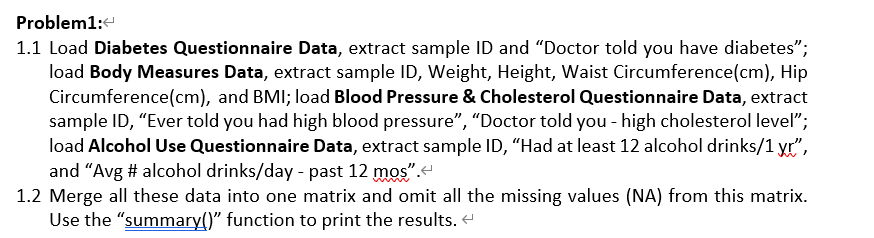 Problem1:
1.1 Load Diabetes Questionnaire Data, extract sample ID and “Doctor told you have diabetes”;
load Body Measures Data, extract sample ID, Weight, Height, Waist Circumference(cm), Hip
Circumference(cm), and BMI; load Blood Pressure & Cholesterol Questionnaire Data, extract
sample ID, “Ever told you had high blood pressure”, “Doctor told you - high cholesterol level”;
load Alcohol Use Questionnaire Data, extract sample ID, “Had at least 12 alcohol drinks/1 yr”,
and “Avg # alcohol drinks/day - past 12 mos”.
1.2 Merge all these data into one matrix and omit all the missing values (NA) from this matrix.
Use the “summary()” function to print the results.